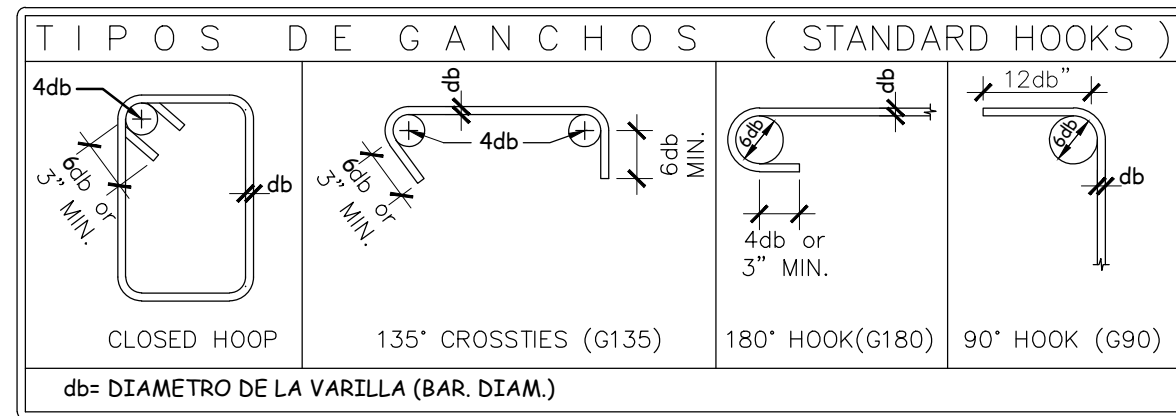 TIPOS DE GANCHOS (STANDARD HOOKS)
4db
6db or
3” MIN.
db
CLOSED HOOP
db
4db
6db or
3” MIN.
6db
MIN.
135° CROSSTIES (G135)
db
6db
4db or
3” MIN.
180° HOOK(G180)
12db”
6db
db
90° HOOK (G90)
db= DIAMETRO DE LA VARILLA (BAR. DIAM.)